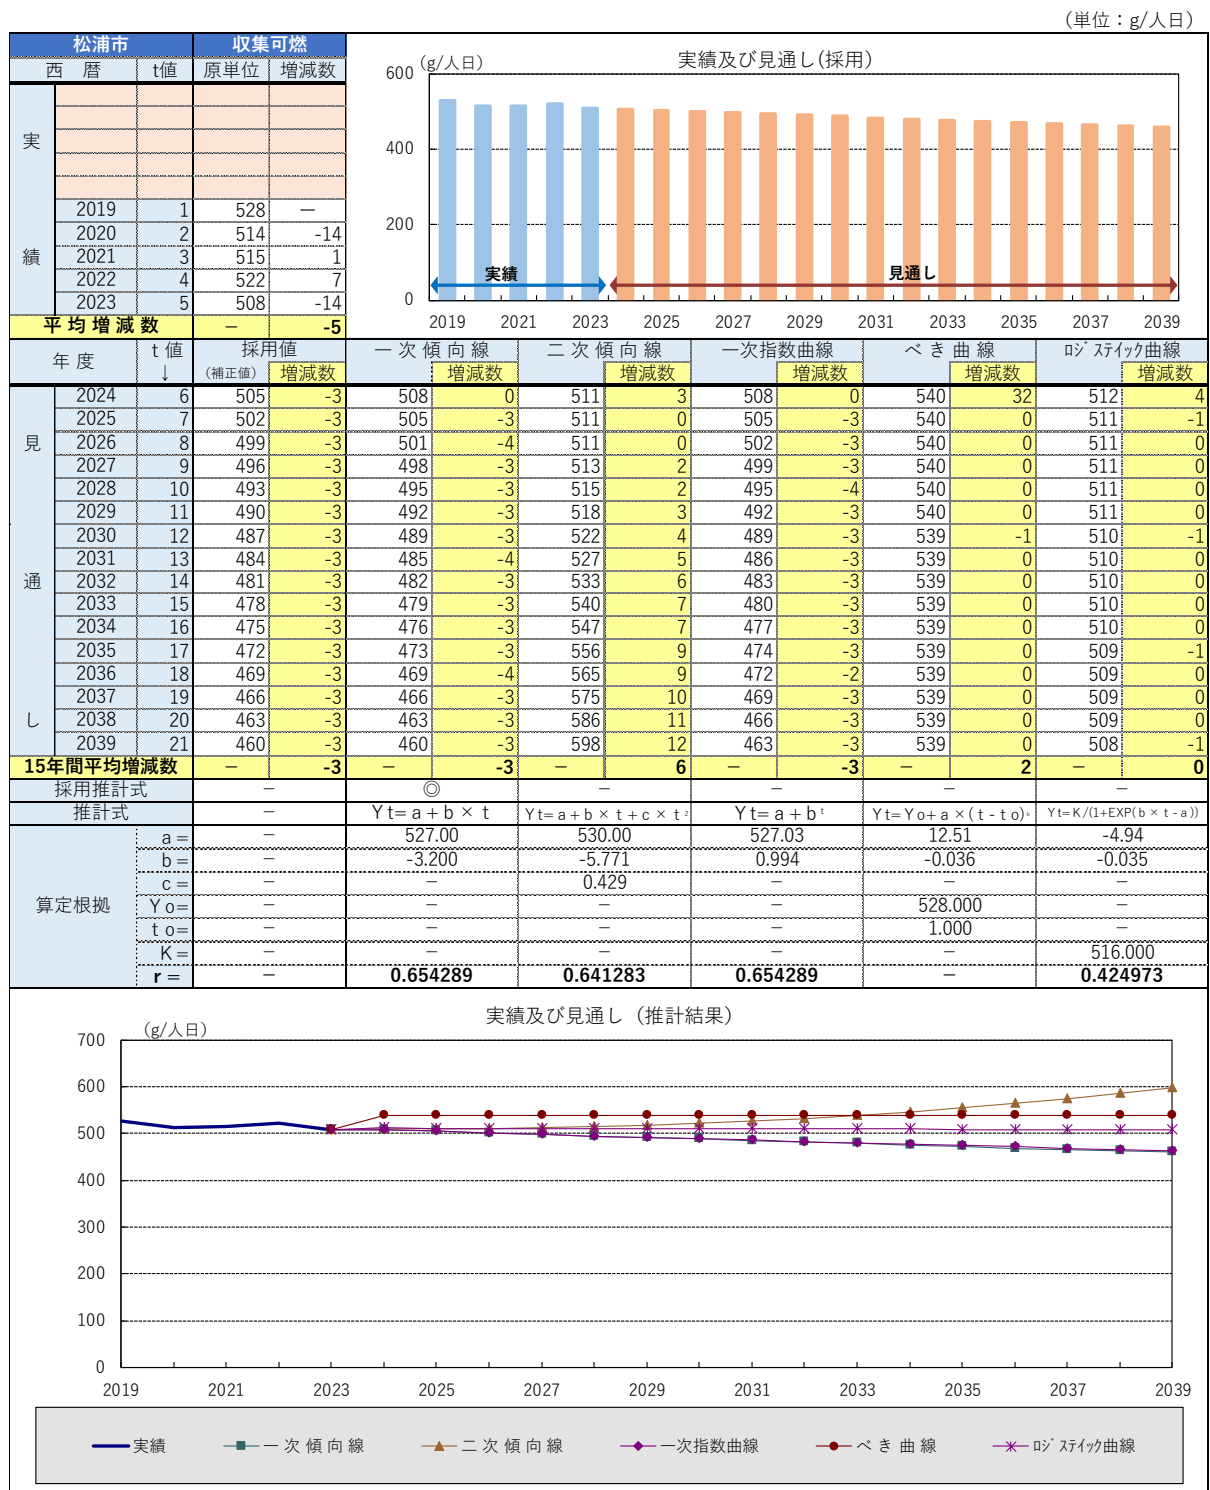 （単位：g/人日）
松浦市 収集可燃
西 暦 t値 原単位 増減数
実
績
2019 1 528 －
2020 2 514 -14
2021 3 515 1
2022 4 522 7
2023 5 508 -14
平 均 増 減 数 － -5
実績及び見通し(採用)
(g/人日)
600
400
200
0
実績 見通し
2019 2021 2023 2025 2027 2029 2031 2033 2035 2037 2039
年 度 t 値 ↓ 採用値 (補正値) 増減数 一 次 傾 向 線 増減数 二 次 傾 向 線 増減数 一次指数曲線 増減数 べ き 曲 線 増減数 ﾛｼﾞｽﾃｨｯｸ曲線 増減数
見
通
し
2024 6 505 -3 508 0 511 3 508 0 540 32 512 4
2025 7 502 -3 505 -3 511 0 505 -3 540 0 511 -1
2026 8 499 -3 501 -4 511 0 502 -3 540 0 511 0
2027 9 496 -3 498 -3 513 2 499 -3 540 0 511 0
2028 10 493 -3 495 -3 515 2 495 -4 540 0 511 0
2029 11 490 -3 492 -3 518 3 492 -3 540 0 511 0
2030 12 487 -3 489 -3 522 4 489 -3 539 -1 510 -1
2031 13 484 -3 485 -4 527 5 486 -3 539 0 510 0
2032 14 481 -3 482 -3 533 6 483 -3 539 0 510 0
2033 15 478 -3 479 -3 540 7 480 -3 539 0 510 0
2034 16 475 -3 476 -3 547 7 477 -3 539 0 510 0
2035 17 472 -3 473 -3 556 9 474 -3 539 0 509 -1
2036 18 469 -3 469 -4 565 9 472 -2 539 0 509 0
2037 19 466 -3 466 -3 575 10 469 -3 539 0 509 0
2038 20 463 -3 463 -3 586 11 466 -3 539 0 509 0
2039 21 460 -3 460 -3 598 12 463 -3 539 0 508 -1
15年間平均増減数 － -3 － -3 － 6 － -3 － 2 － 0
採用推計式 － ◎ － － － －
推計式 － Ｙt= a + b × t Ｙt= a + b × t + c × t ² Ｙt= a + b ᵗ Ｙt= Ｙo+ a × ( t - t o)ᵇ Ｙt= K /(1+EXP( b × t - a ))
算定根拠
a = － 527.00 530.00 527.03 12.51 -4.94
b = － -3.200 -5.771 0.994 -0.036 -0.035
c = － － 0.429 － － －
Ｙo= － － － － 528.000 －
t o= － － － － 1.000 －
K = － － － － － 516.000
r = － 0.654289 0.641283 0.654289 － 0.424973
実績及び見通し（推計結果）
(g/人日)
700
600
500
400
300
200
100
0
2019 2021 2023 2025 2027 2029 2031 2033 2035 2037 2039
実績 一 次 傾 向 線 二 次 傾 向 線 一次指数曲線 べ き 曲 線 ﾛｼﾞｽﾃｨｯｸ曲線